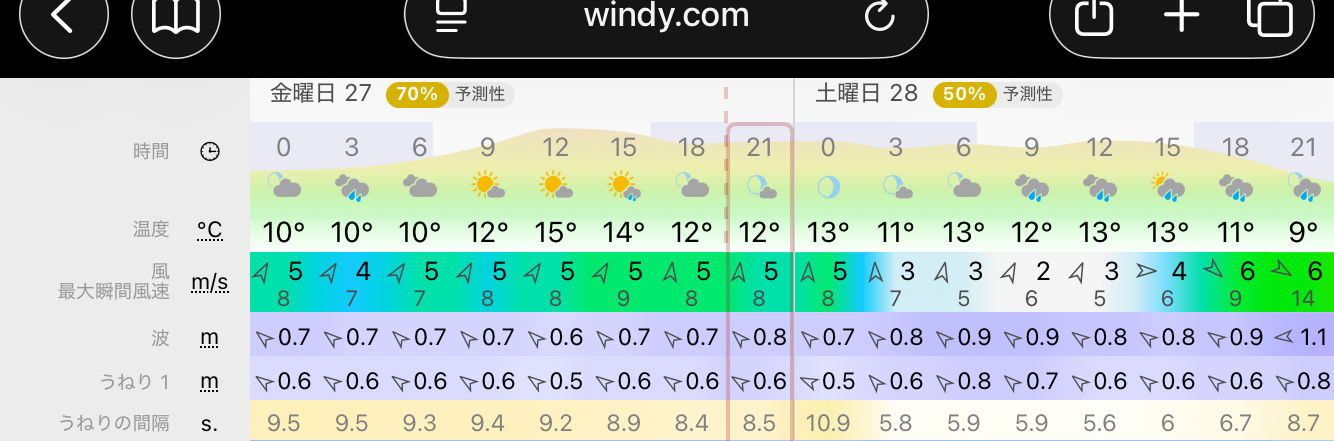 windy.com
金曜日 27 70% 予測性 土曜日 28 50% 予測性
時間 0 3 6 9 12 15 18 21 0 3 6 9 12 15 18 21
温度 °C 10° 10° 10° 12° 15° 14° 12° 12° 13° 11° 13° 12° 13° 13° 11° 9°
風 5 4 5 5 5 5 5 5 5 3 3 2 3 4 6 6
最大瞬間風速 m/s 8 7 7 8 8 9 8 8 8 7 5 6 5 6 9 14
波 m 0.7 0.7 0.7 0.7 0.6 0.7 0.7 0.8 0.7 0.8 0.9 0.9 0.8 0.8 0.9 1.1
うねり 1 m 0.6 0.6 0.6 0.6 0.5 0.6 0.6 0.6 0.5 0.6 0.8 0.7 0.6 0.6 0.6 0.8
うねりの間隔 s. 9.5 9.5 9.3 9.4 9.2 8.9 8.4 8.5 10.9 5.8 5.9 5.9 5.6 6 6.7 8.7